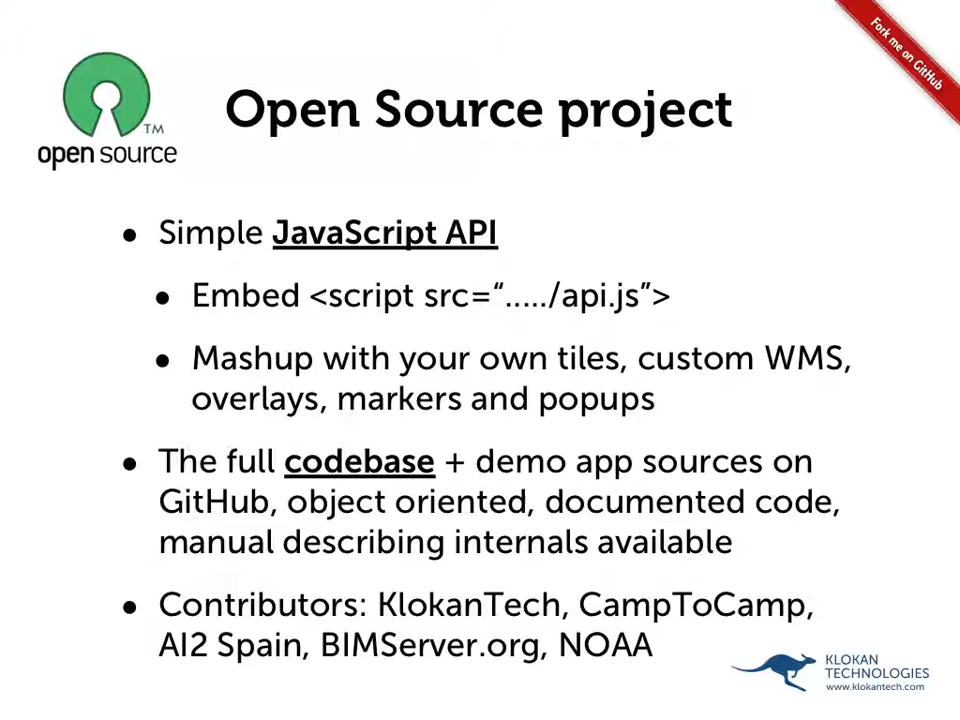 Fork me on GitHub
Open Source project
TM
open source
• Simple JavaScript API
• Embed <script src=“...../api.js”>
• Mashup with your own tiles, custom WMS,
overlays, markers and popups
• The full codebase + demo app sources on
GitHub, object oriented, documented code,
manual describing internals available
• Contributors: KlokanTech, CampToCamp,
AI2 Spain, BIMServer.org, NOAA
KLOKAN
TECHNOLOGIES
www.klokantech.com